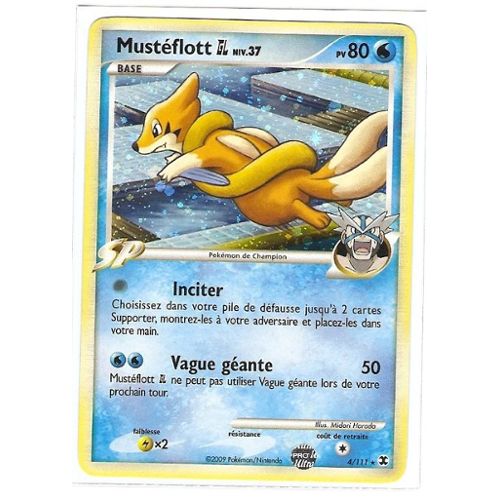 Mustéflott GL NIV.37 PV 80
BASE
SP
Pokémon de Champion
Inciter
Choisissez dans votre pile de défausse jusqu'à 2 cartes
Supporter, montrez-les à votre adversaire et placez-les dans
votre main.
Vague géante 50
Mustéflott GL ne peut pas utiliser Vague géante lors de votre
prochain tour.
Illus. Midori Harada
faiblesse résistance coût de retraite
×2
©2009 Pokémon/Nintendo PRO Ultra 4/111 ★